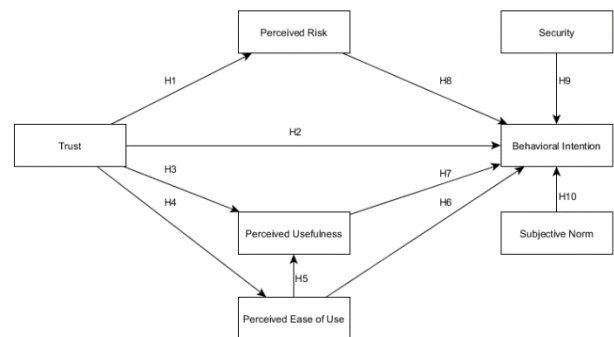 Perceived Risk
Security
H1
H8
H9
Trust
H2
Behavioral Intention
H3
H7
H4
H6
H10
Perceived Usefulness
Subjective Norm
H5
Perceived Ease of Use